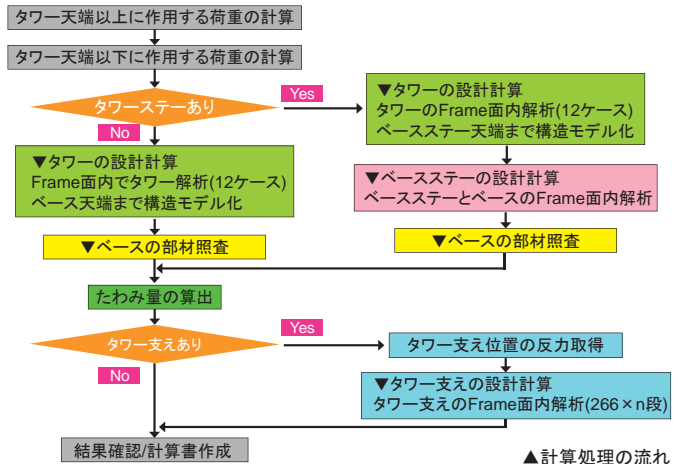 タワー天端以上に作用する荷重の計算
タワー天端以下に作用する荷重の計算
タワーステーあり
Yes
No
▼タワーの設計計算
タワーのFrame面内解析(12ケース)
ベースステー天端まで構造モデル化
▼タワーの設計計算
Frame面内でタワー解析(12ケース)
ベース天端まで構造モデル化
▼ベースステーの設計計算
ベースステーとベースのFrame面内解析
▼ベースの部材照査
▼ベースの部材照査
たわみ量の算出
タワー支えあり
Yes
No
タワー支え位置の反力取得
▼タワー支えの設計計算
タワー支えのFrame面内解析(266×n段)
結果確認/計算書作成
▲計算処理の流れ